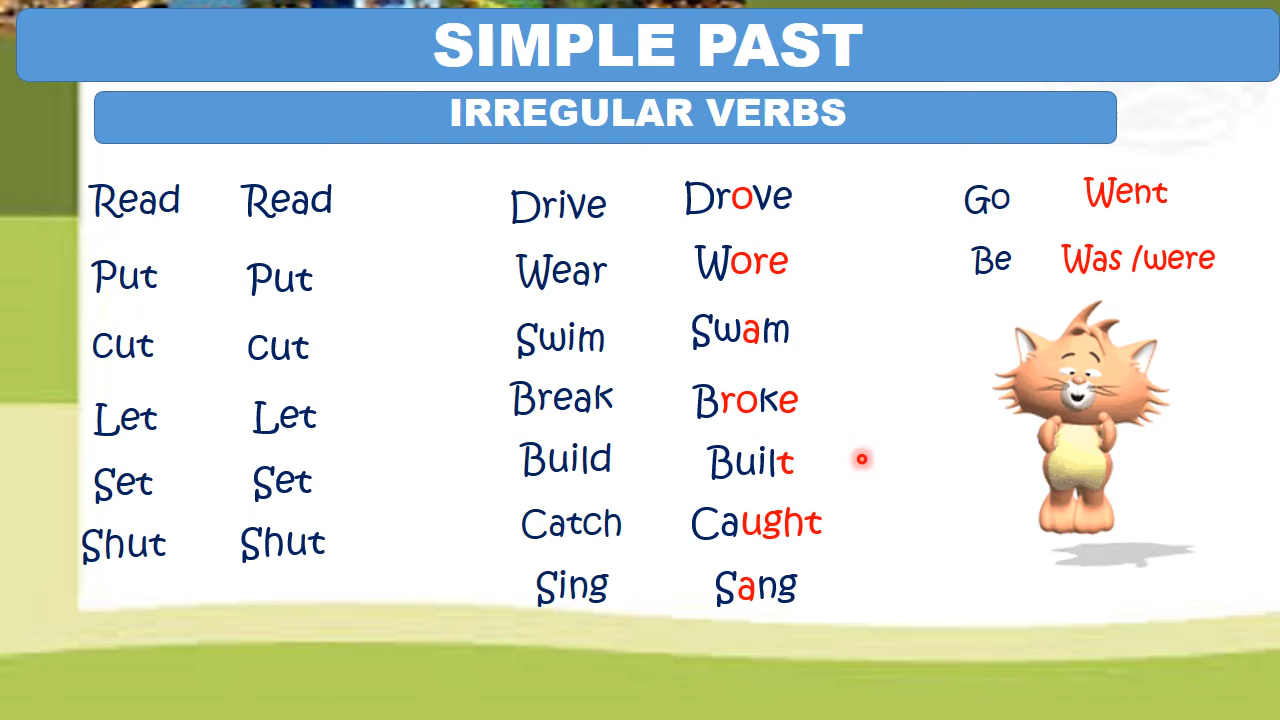 SIMPLE PAST
IRREGULAR VERBS
Read Read
Put Put
cut cut
Let Let
Set Set
Shut Shut
Drive Drove
Wear Wore
Swim Swam
Break Broke
Build Built
Catch Caught
Sing Sang
Go Went
Be Was /were